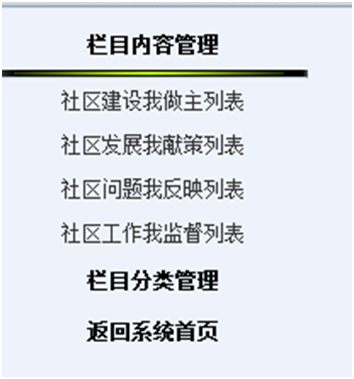 栏目内容管理
社区建设我做主列表
社区发展我献策列表
社区问题我反映列表
社区工作我监督列表
栏目分类管理
返回系统首页